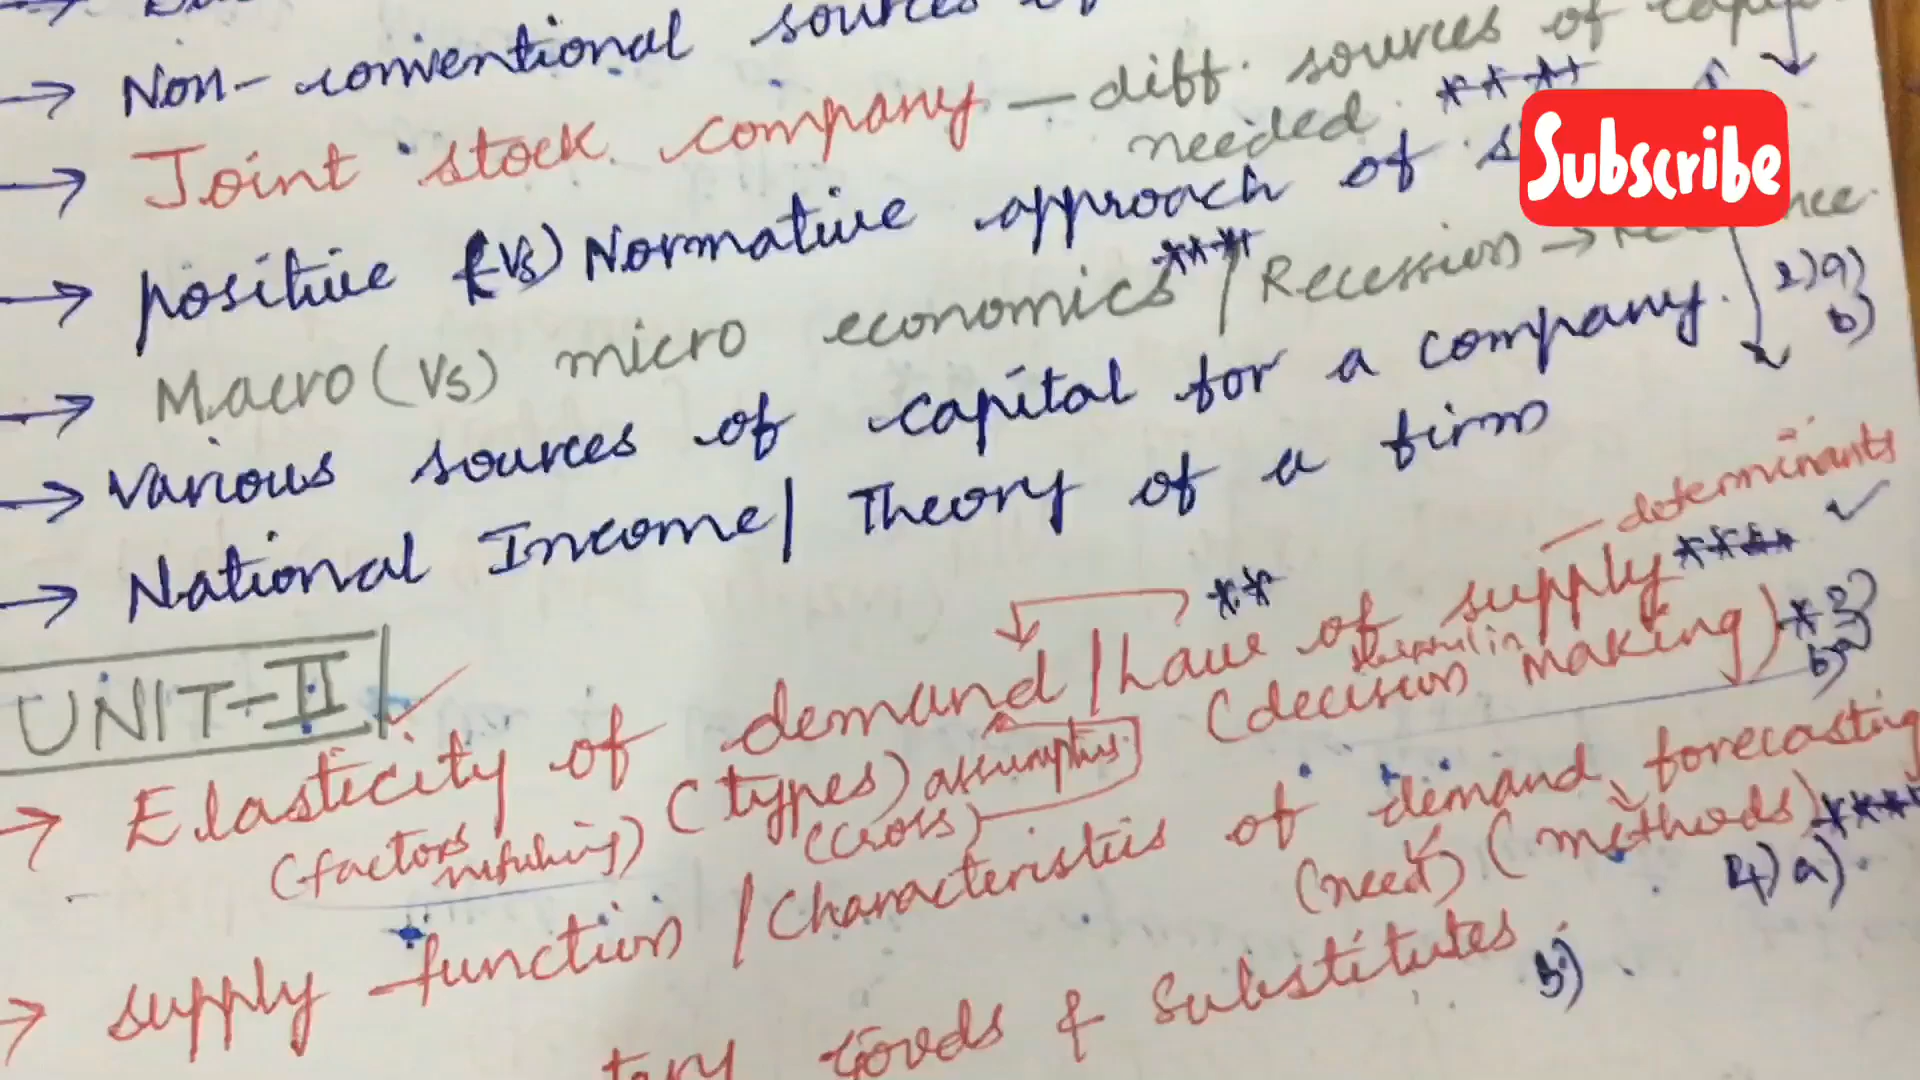 → Non-conventional sources of
→ Joint stock company — diff. sources of
needed. ****
→ positive (vs) Normative approach of
Subscribe
→ Macro (Vs) micro economics *** / Recession →
2) a)
b)
→ Various sources of capital for a company.
→ National Income / Theory of a firm
— determinants
UNIT-II
→ Elasticity of demand / Law of supply **** ✓
**
(factors) (types) assumptions (decision making) * 3)
(cross) b)
→ supply function / Characteristics of demand forecasting
(need) (methods) ****
4) a)
Goods & Substitutes. b)